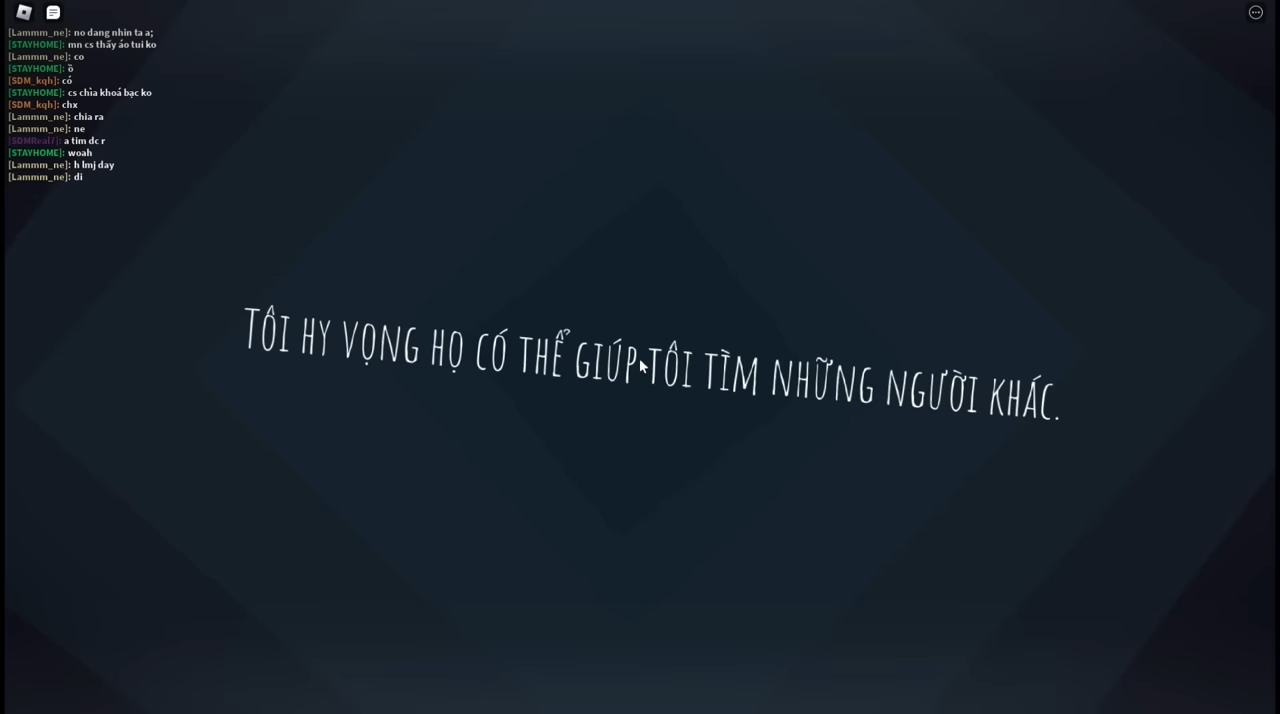 [Lammm_ne]: no dang nhin ta a;
[STAYHOME]: mn cs thấy áo tui ko
[Lammm_ne]: co
[STAYHOME]: ồ
[SDM_kqh]: có
[STAYHOME]: cs chìa khoá bạc ko
[SDM_kqh]: chx
[Lammm_ne]: chia ra
[Lammm_ne]: ne
[SDMReal7]: a tim dc r
[STAYHOME]: woah
[Lammm_ne]: h lmj day
[Lammm_ne]: di
Tôi hy vọng họ có thể giúp tôi tìm những người khác.